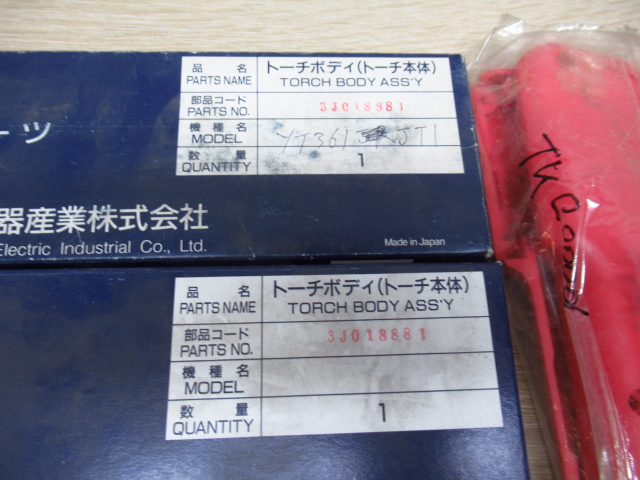 品名 トーチボディ(トーチ本体)
PARTS NAME TORCH BODY ASS'Y
部品コード
PARTS NO. 3J018881
機種名
MODEL YT361 JT1
数量
QUANTITY 1
ーツ
器産業株式会社
Electric Industrial Co., Ltd.
Made in Japan
品名 トーチボディ(トーチ本体)
PARTS NAME TORCH BODY ASS'Y
部品コード
PARTS NO. 3J018881
機種名
MODEL
数量
QUANTITY 1